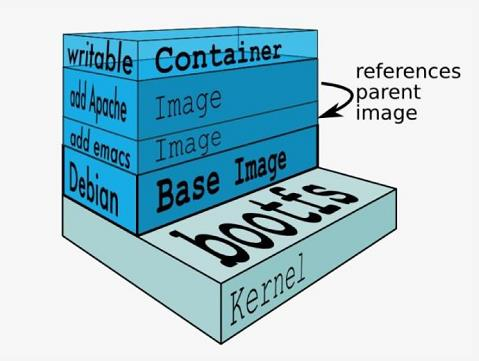 writable Container
add Apache Image
add emacs Image
Debian Base Image
bootfs
Kernel
references
parent
image